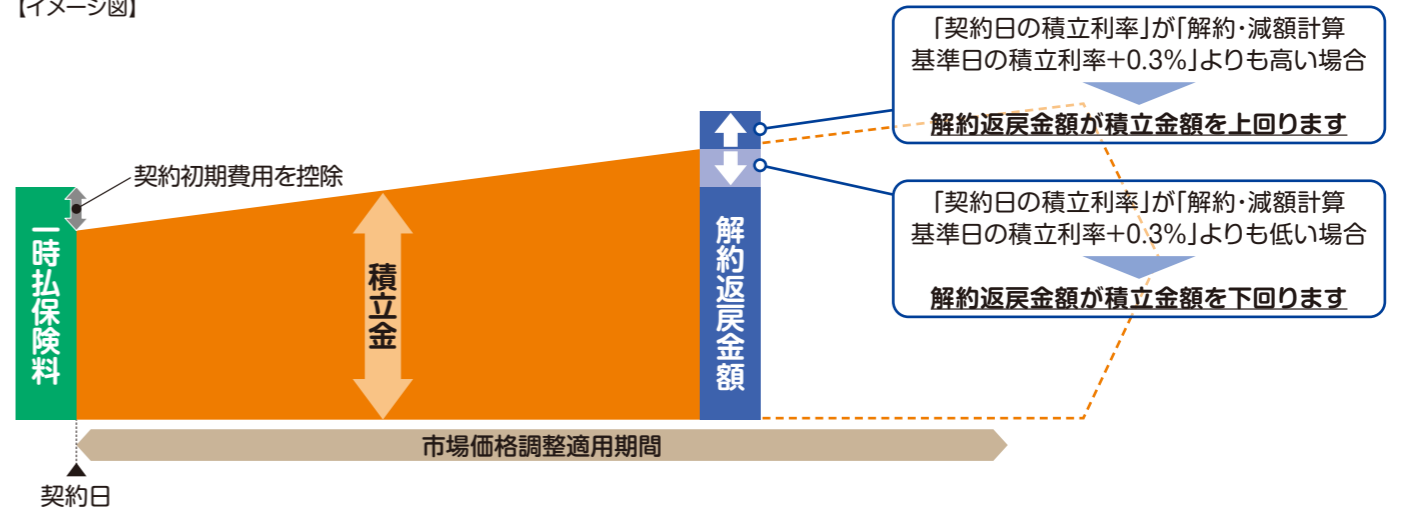 【イメージ図】
「契約日の積立利率」が「解約・減額計算
基準日の積立利率+0.3%」よりも高い場合
解約返戻金額が積立金額を上回ります
契約初期費用を控除
一時払保険料
積立金
解約返戻金額
「契約日の積立利率」が「解約・減額計算
基準日の積立利率+0.3%」よりも低い場合
解約返戻金額が積立金額を下回ります
市場価格調整適用期間
契約日